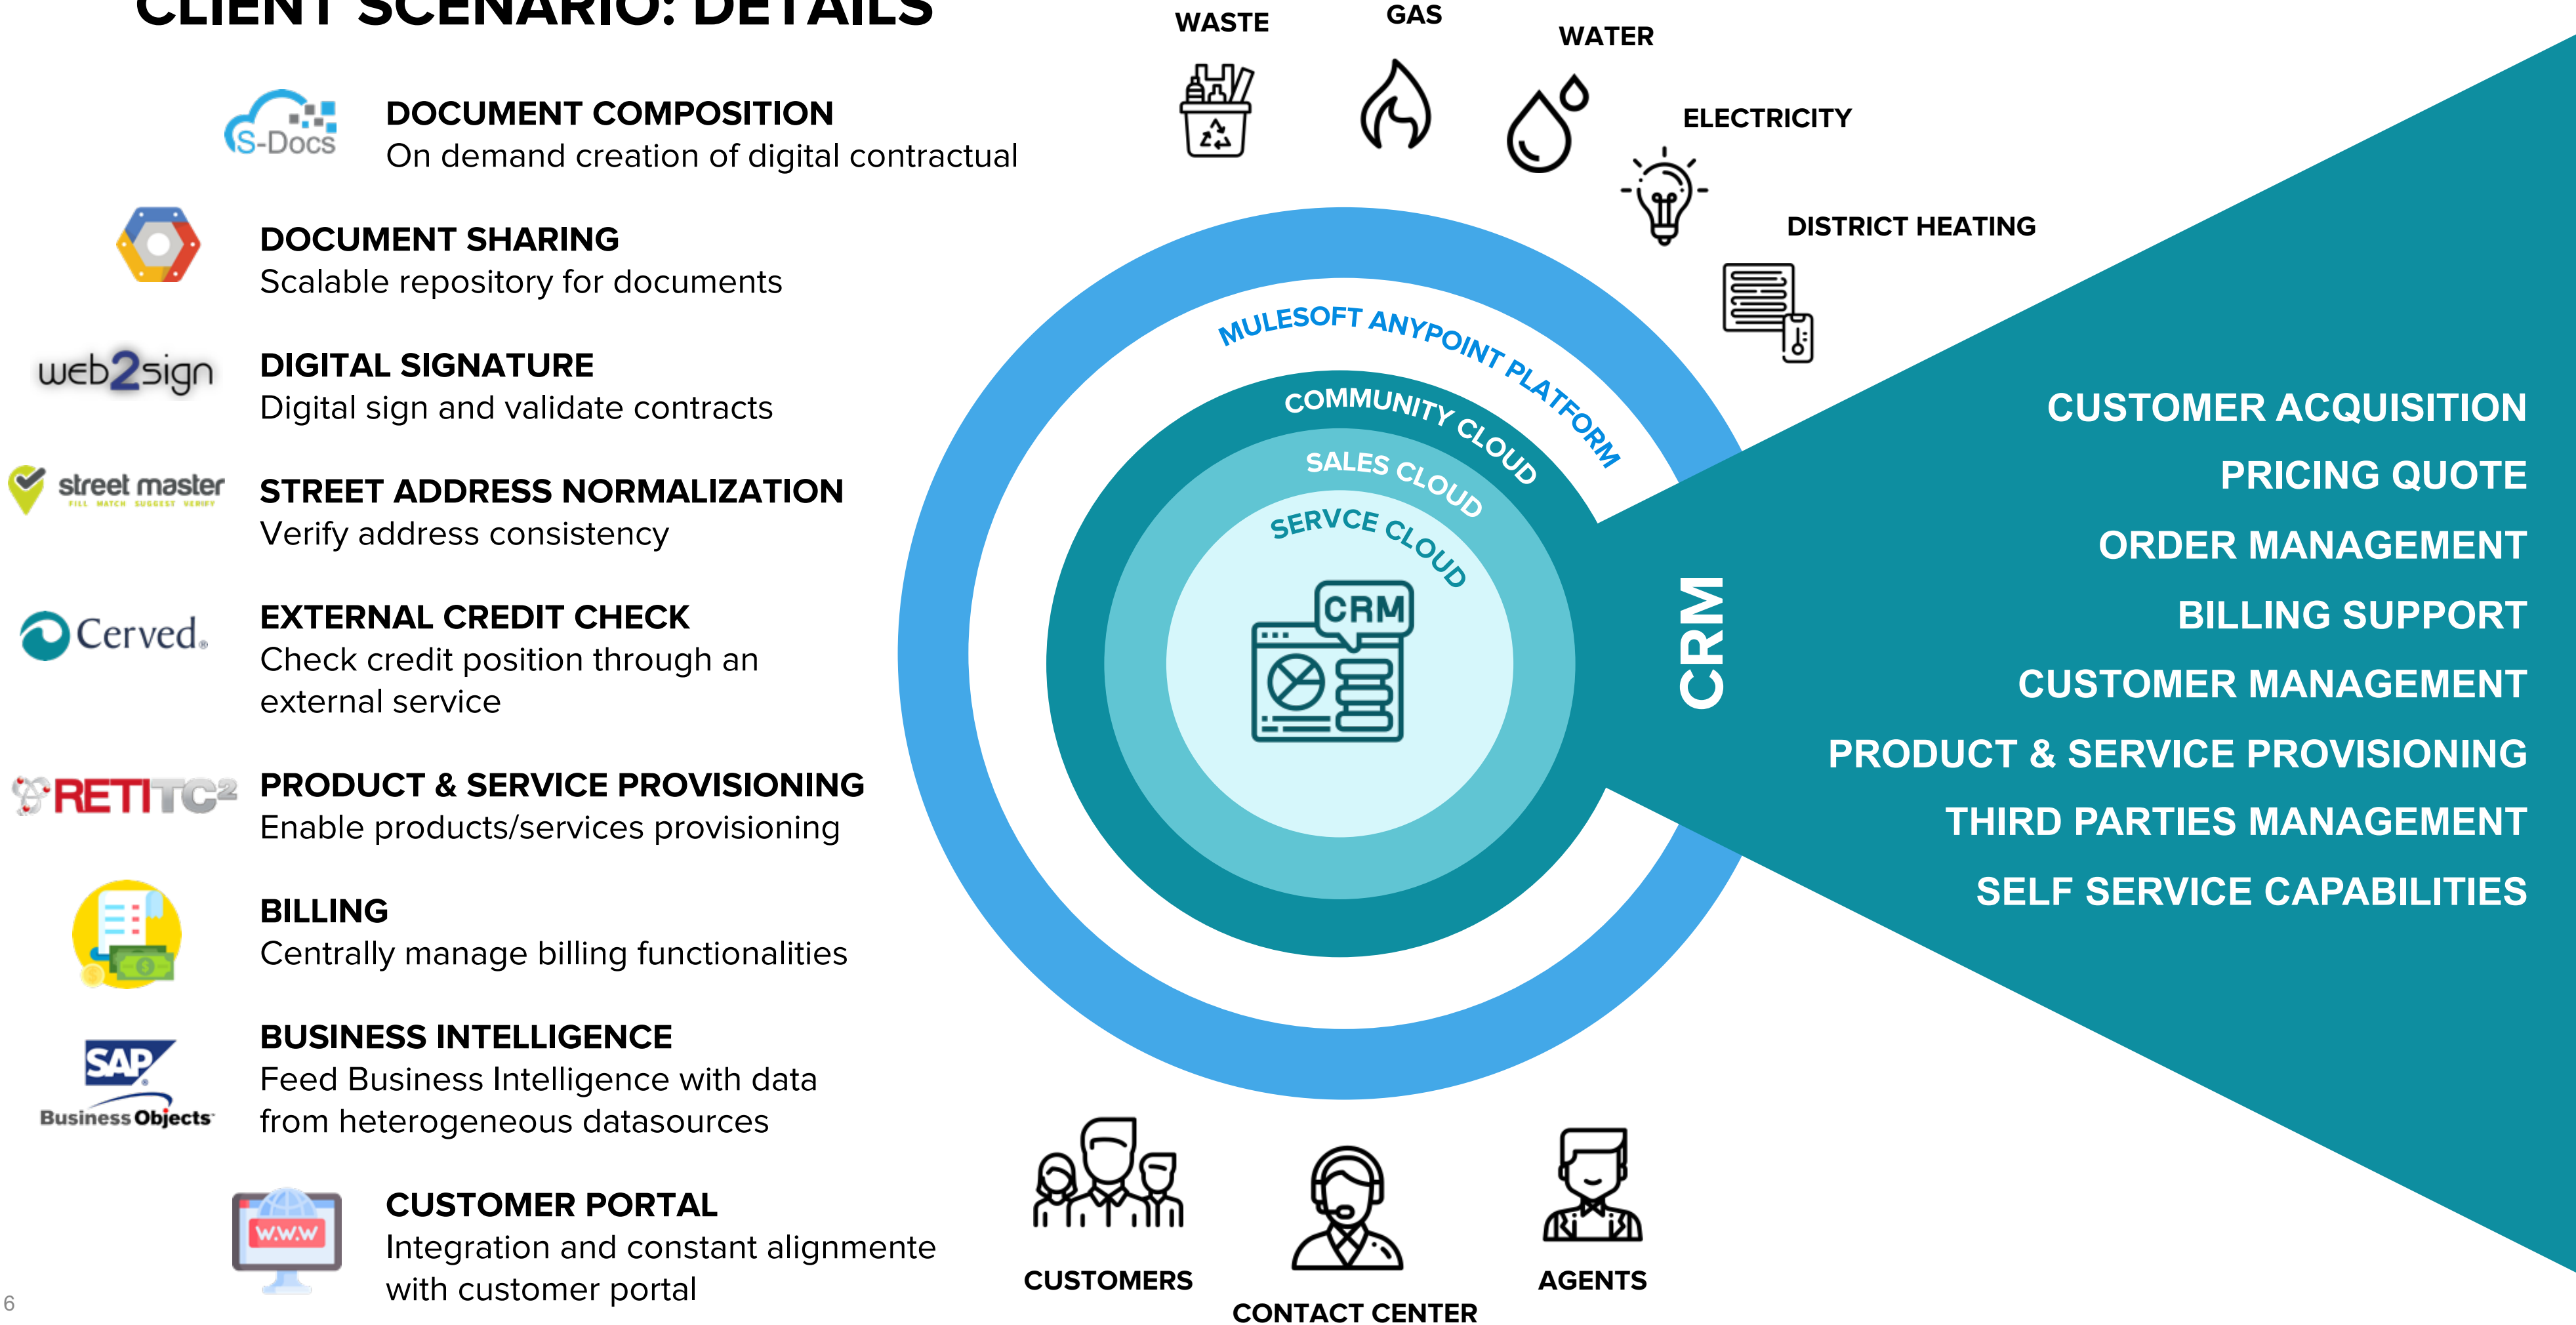 CLIENT SCENARIO: DETAILS
S-Docs
DOCUMENT COMPOSITION
On demand creation of digital contractual
DOCUMENT SHARING
Scalable repository for documents
web2sign
DIGITAL SIGNATURE
Digital sign and validate contracts
street master
FILL MATCH SUGGEST VERIFY
STREET ADDRESS NORMALIZATION
Verify address consistency
Cerved®
EXTERNAL CREDIT CHECK
Check credit position through an
external service
RETITC2
PRODUCT & SERVICE PROVISIONING
Enable products/services provisioning
BILLING
Centrally manage billing functionalities
SAP®
Business Objects™
BUSINESS INTELLIGENCE
Feed Business Intelligence with data
from heterogeneous datasources
W.W.W
CUSTOMER PORTAL
Integration and constant alignmente
with customer portal
6
WASTE
GAS
WATER
ELECTRICITY
DISTRICT HEATING
MULESOFT ANYPOINT PLATFORM
COMMUNITY CLOUD
SALES CLOUD
SERVCE CLOUD
CRM
CRM
CUSTOMER ACQUISITION
PRICING QUOTE
ORDER MANAGEMENT
BILLING SUPPORT
CUSTOMER MANAGEMENT
PRODUCT & SERVICE PROVISIONING
THIRD PARTIES MANAGEMENT
SELF SERVICE CAPABILITIES
CUSTOMERS
CONTACT CENTER
AGENTS